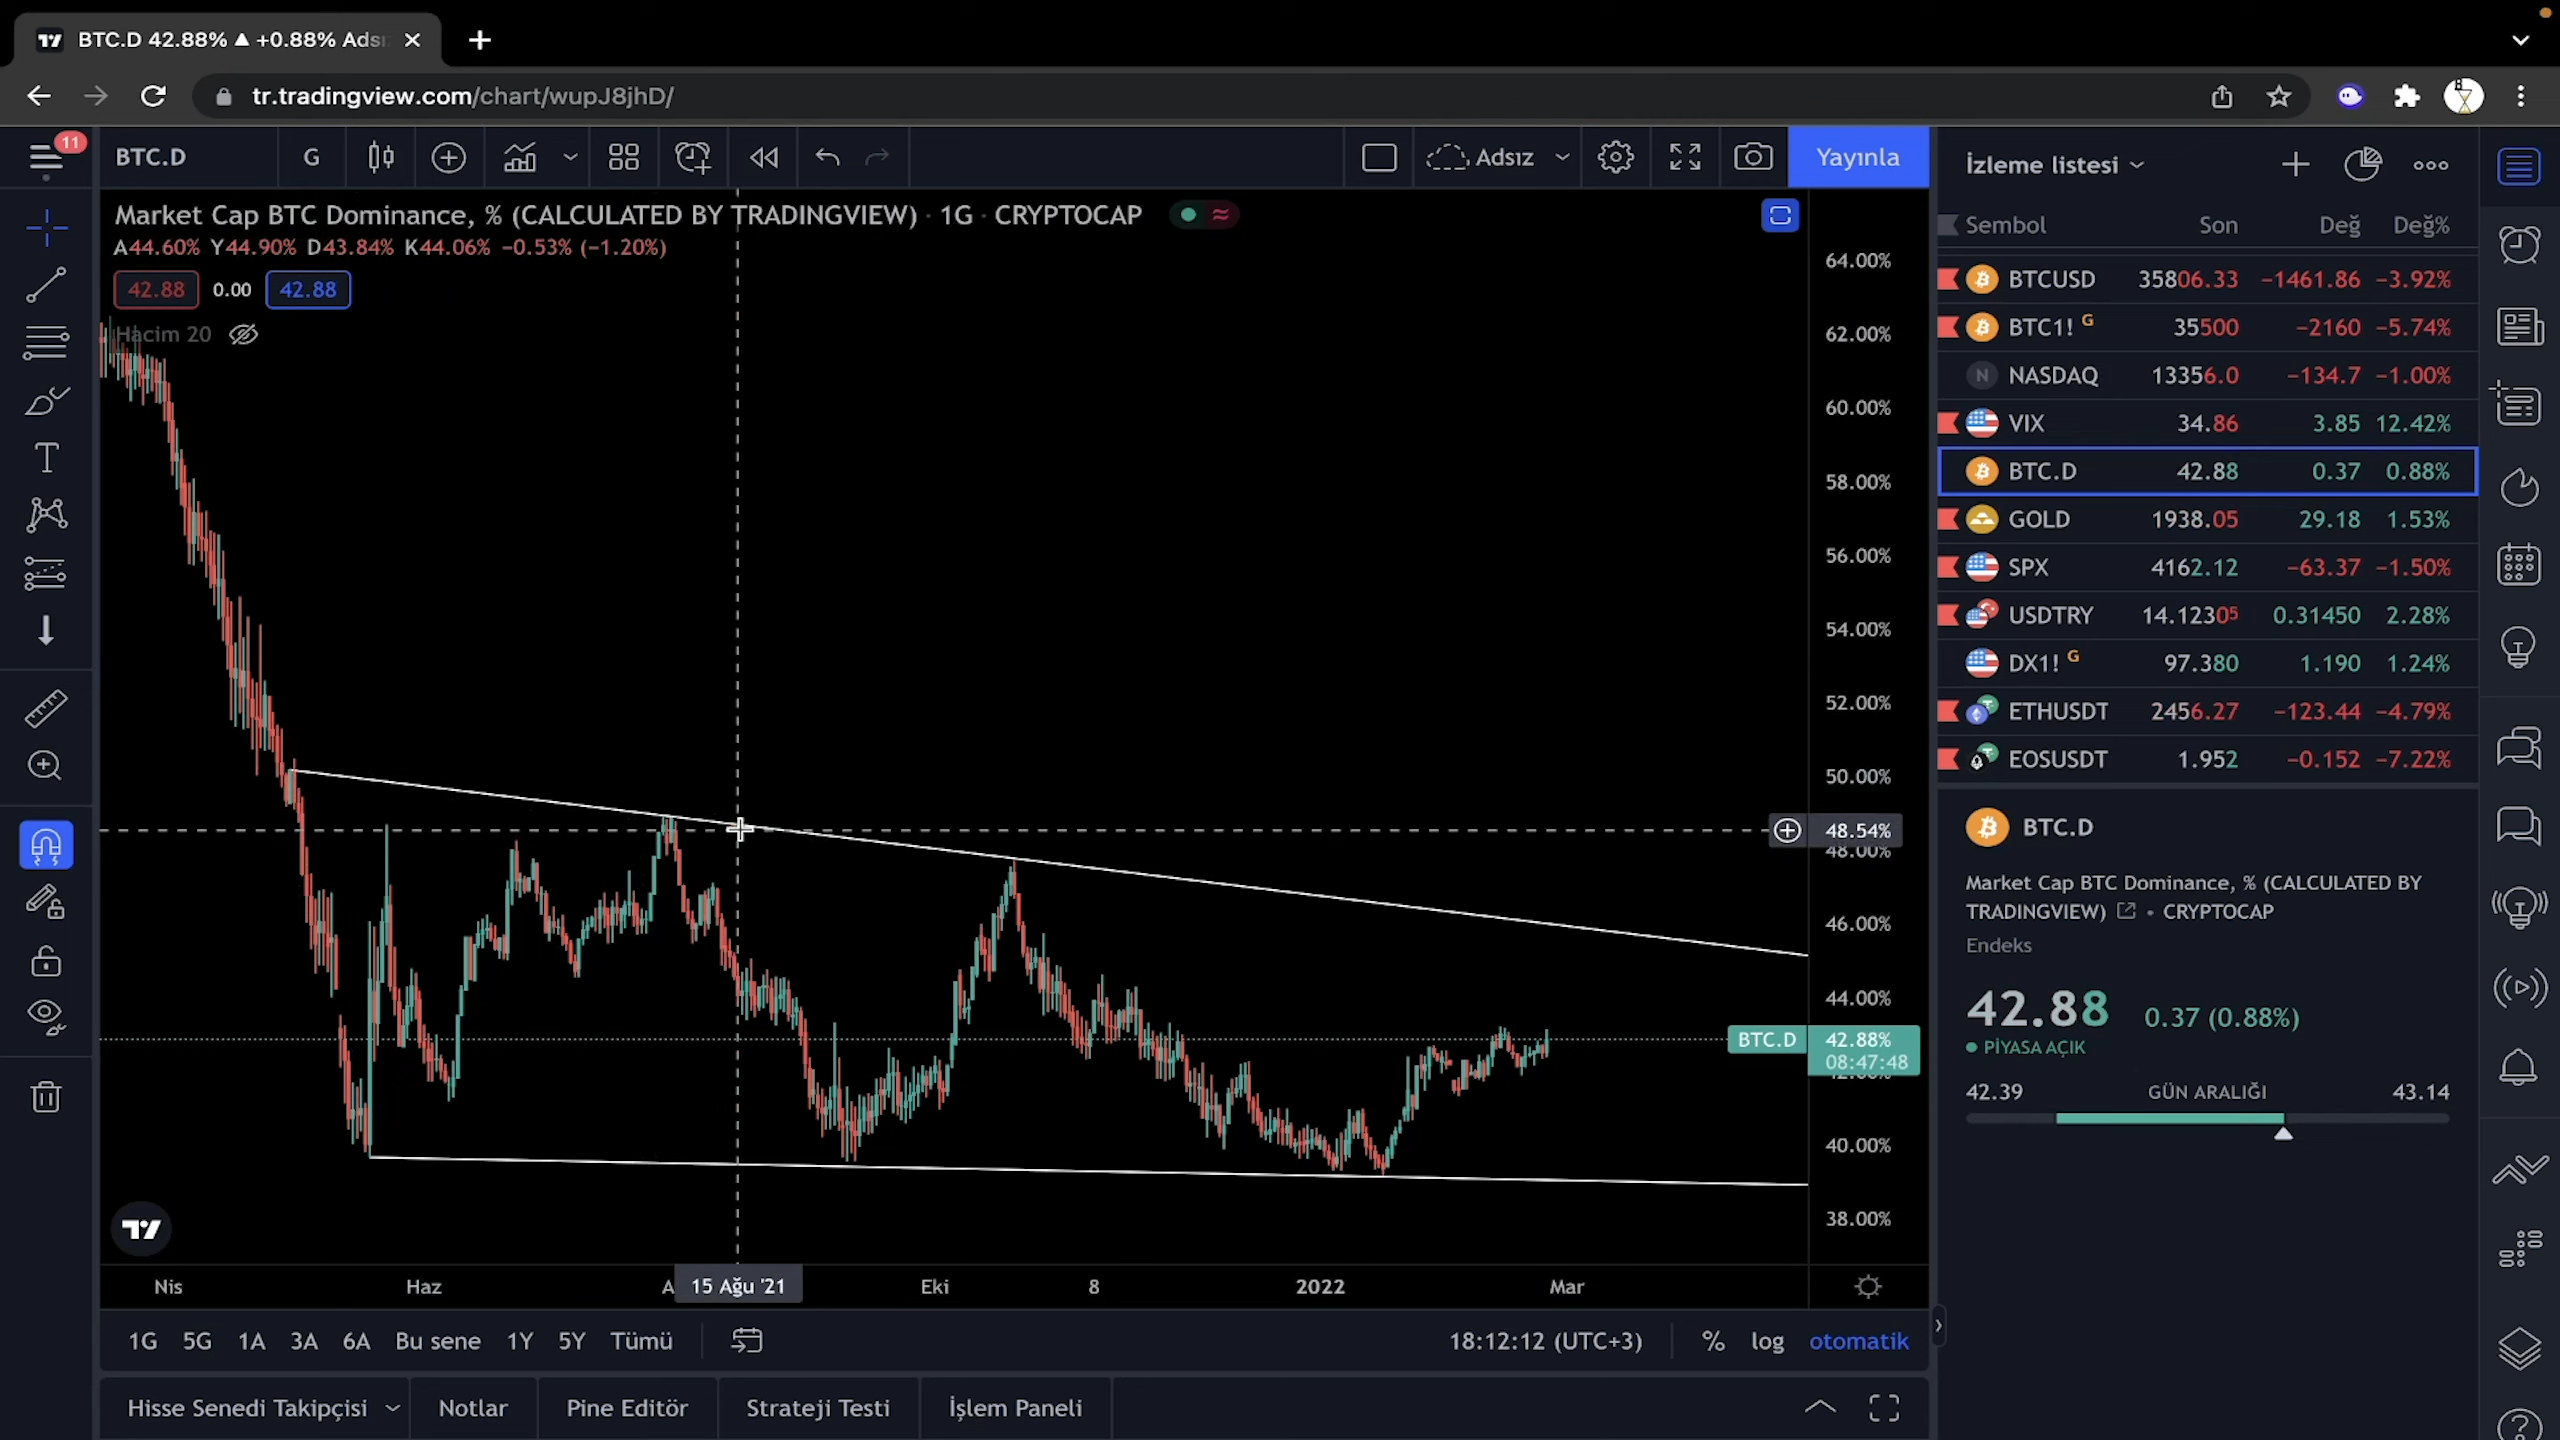 BTC.D 42.88% ▲ +0.88% Adsı
tr.tradingview.com/chart/wupJ8jhD/
11
BTC.D
G
Adsız
Yayınla
Market Cap BTC Dominance, % (CALCULATED BY TRADINGVIEW) · 1G · CRYPTOCAP
A44.60% Y44.90% D43.84% K44.06% −0.53% (−1.20%)
42.88 0.00 42.88
Hacim 20
64.00%
62.00%
60.00%
58.00%
56.00%
54.00%
52.00%
50.00%
48.54%
48.00%
46.00%
44.00%
BTC.D 42.88%
08:47:48
42.00%
40.00%
38.00%
Nis Haz A 15 Ağu '21 Eki 8 2022 Mar
1G 5G 1A 3A 6A Bu sene 1Y 5Y Tümü
18:12:12 (UTC+3) % log otomatik
Hisse Senedi Takipçisi Notlar Pine Editör Strateji Testi İşlem Paneli
İzleme listesi
Sembol Son Değ Değ%
BTCUSD 35806.33 −1461.86 −3.92%
BTC1! G 35500 −2160 −5.74%
N NASDAQ 13356.0 −134.7 −1.00%
VIX 34.86 3.85 12.42%
BTC.D 42.88 0.37 0.88%
GOLD 1938.05 29.18 1.53%
SPX 4162.12 −63.37 −1.50%
USDTRY 14.12305 0.31450 2.28%
DX1! G 97.380 1.190 1.24%
ETHUSDT 2456.27 −123.44 −4.79%
EOSUSDT 1.952 −0.152 −7.22%
BTC.D
Market Cap BTC Dominance, % (CALCULATED BY
TRADINGVIEW) • CRYPTOCAP
Endeks
42.88 0.37 (0.88%)
PİYASA AÇIK
42.39 GÜN ARALIĞI 43.14